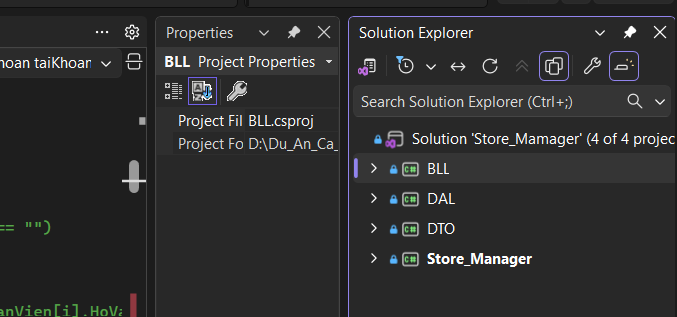 Properties
Solution Explorer
hoan taiKhoan
BLL Project Properties
Search Solution Explorer (Ctrl+;)
Project Fil BLL.csproj
Project Fo D:\Du_An_Ca_
Solution 'Store_Mamager' (4 of 4 projec
C# BLL
C# DAL
C# DTO
C# Store_Manager
== "")
anVien[i].HoVa